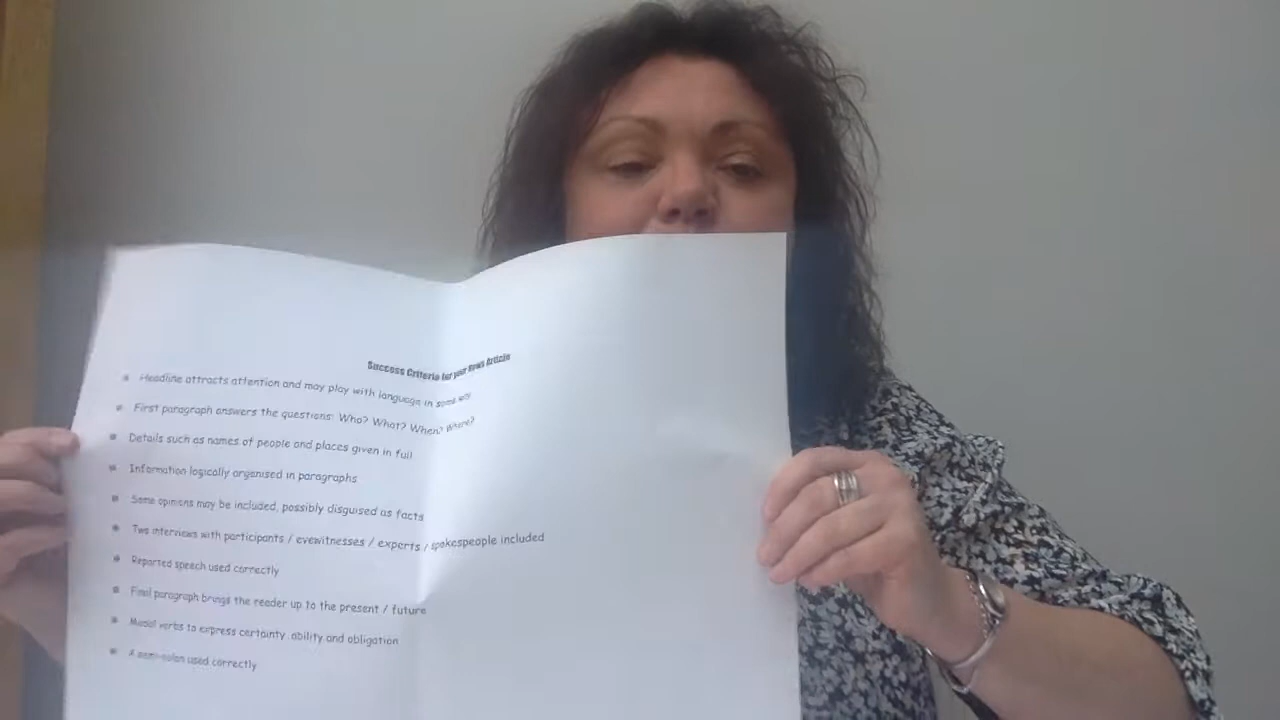 Success Criteria for your News Article
Headline attracts attention and may play with language in some way
First paragraph answers the questions: Who? What? When? Where?
Details such as names of people and places given in full
Information logically organised in paragraphs
Some opinions may be included, possibly disguised as facts
Two interviews with participants / eyewitnesses / experts / spokespeople included
Reported speech used correctly
Final paragraph brings the reader up to the present / future
Modal verbs to express certainty, ability and obligation
A semi-colon used correctly